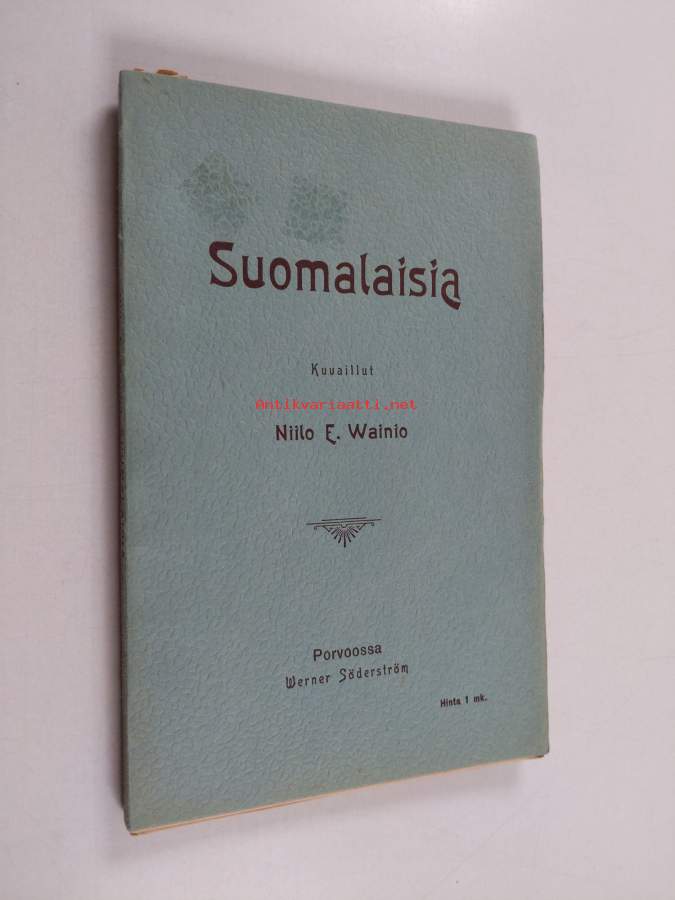 Suomalaisia
Kuvaillut
Antikvariaatti.net
Niilo E. Wainio
Porvoossa
Werner Söderström
Hinta 1 mk.